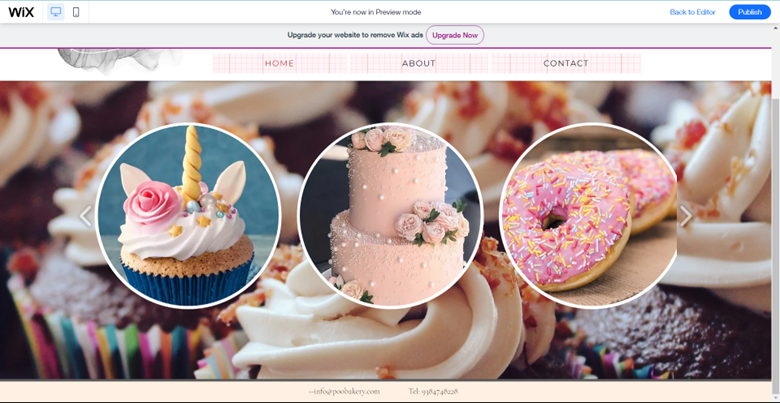 WiX
You're now in Preview mode
Back to Editor
Publish
Upgrade your website to remove Wix ads
Upgrade Now
HOME
ABOUT
CONTACT
—info@poobakery.com
Tel: 9384748228